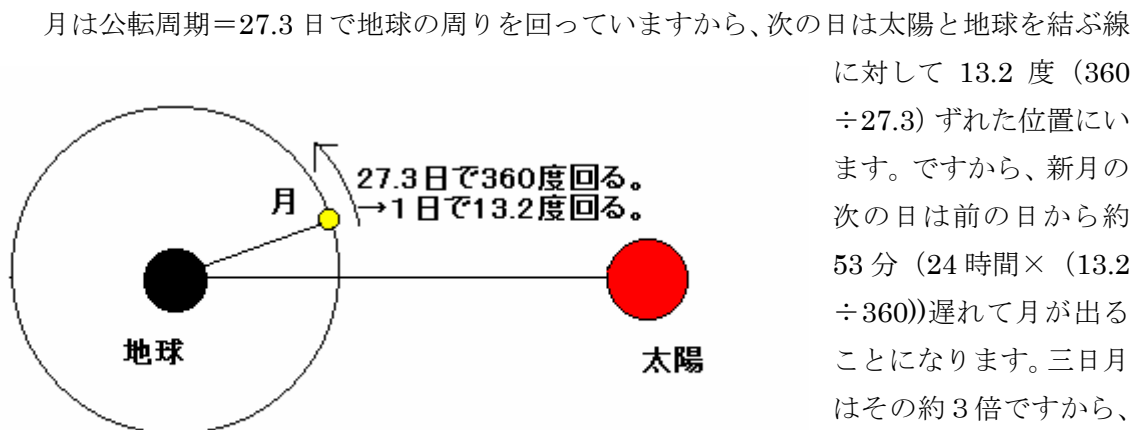 月は公転周期＝27.3 日で地球の周りを回っていますから、次の日は太陽と地球を結ぶ線
に対して 13.2 度（360
÷27.3）ずれた位置にい
ます。ですから、新月の
次の日は前の日から約
53 分（24 時間×（13.2
÷360))遅れて月が出る
ことになります。三日月
はその約３倍ですから、
27.3日で360度回る。
→1日で13.2度回る。
月
地球
太陽